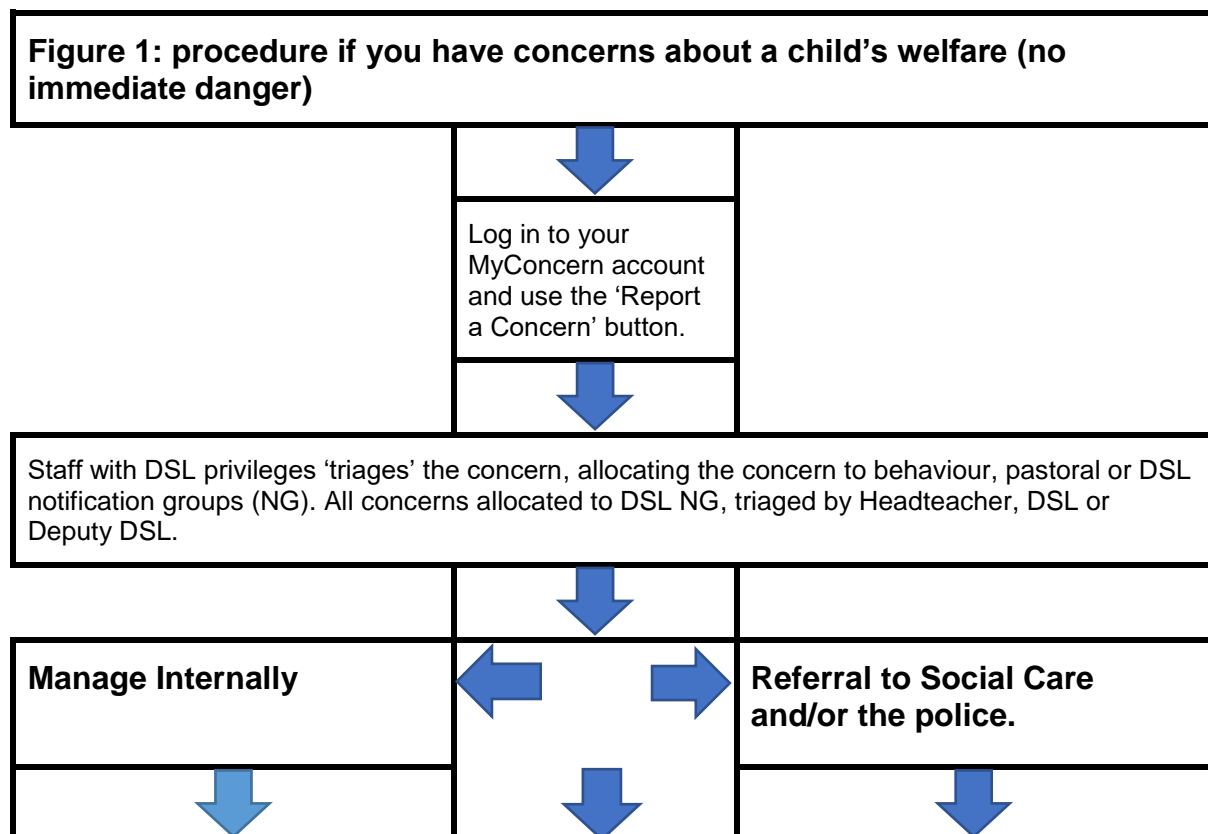 Figure 1: procedure if you have concerns about a child’s welfare (no
immediate danger)
Log in to your
MyConcern account
and use the ‘Report
a Concern’ button.
Staff with DSL privileges ‘triages’ the concern, allocating the concern to behaviour, pastoral or DSL
notification groups (NG). All concerns allocated to DSL NG, triaged by Headteacher, DSL or
Deputy DSL.
Manage Internally
Referral to Social Care
and/or the police.